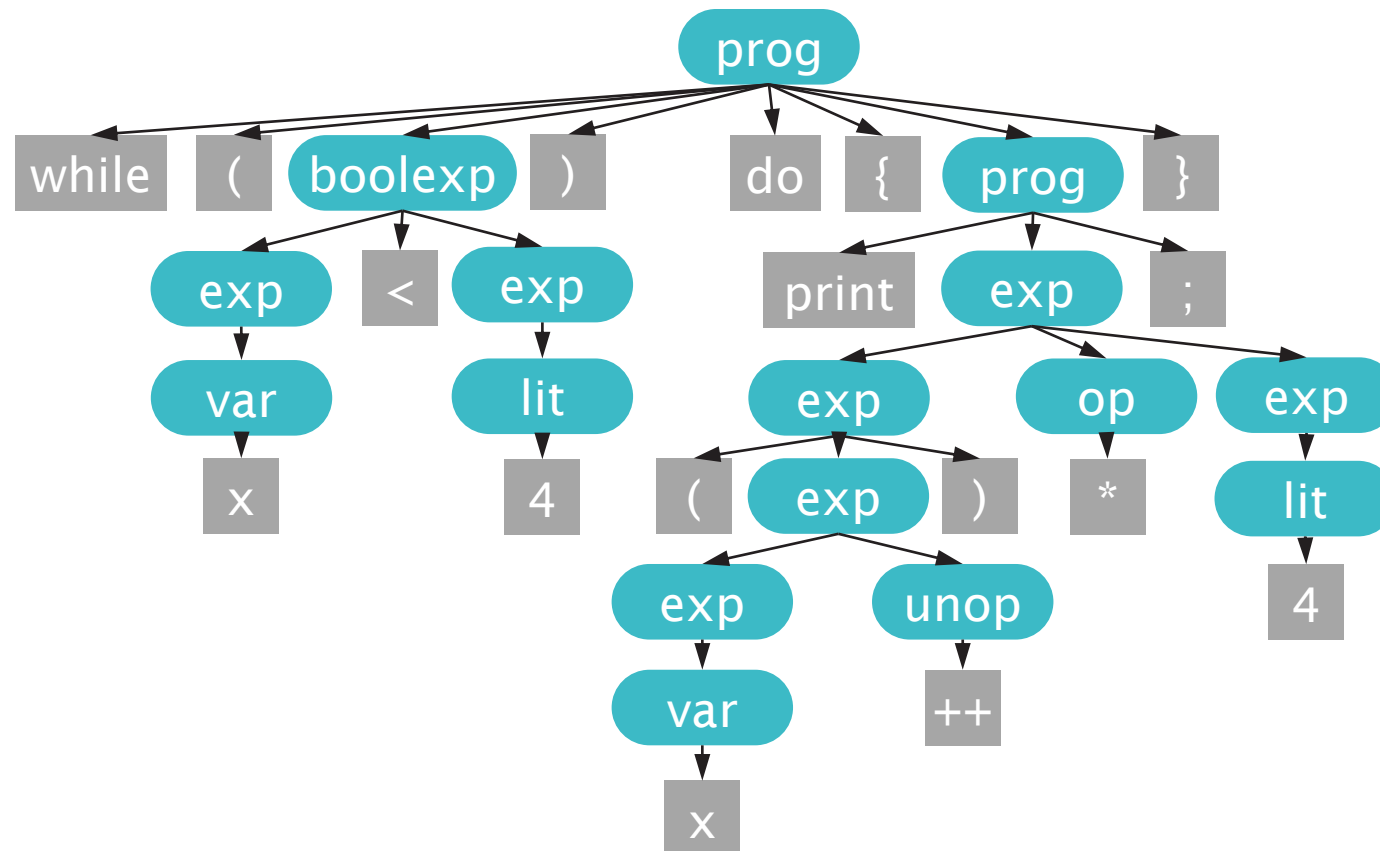 prog
while ( boolexp ) do { prog }
exp < exp print exp ;
var lit exp op exp
x 4 ( exp ) * lit
exp unop 4
var ++
x